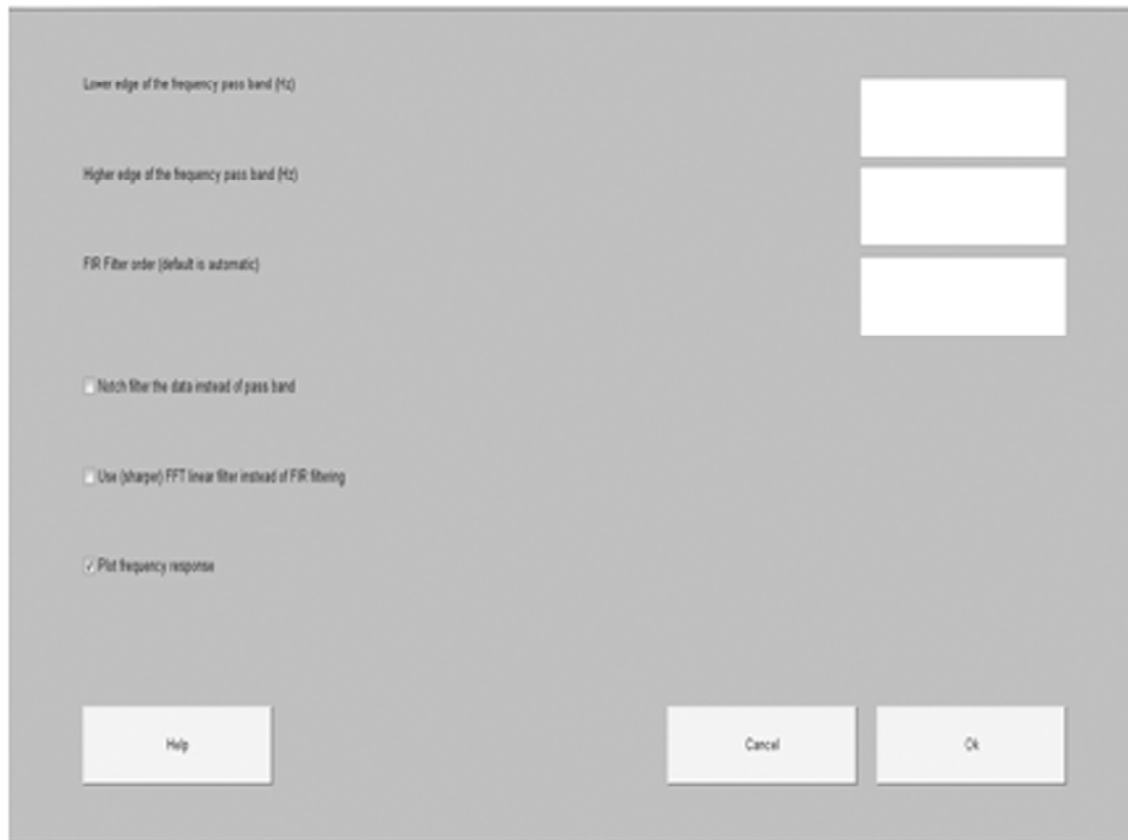 Lower edge of the frequency pass band (Hz)
Higher edge of the frequency pass band (Hz)
FIR Filter order (default is automatic)
Notch filter the data instead of pass band
Use (sharper) FFT linear filter instead of FIR filtering
Plot frequency response
Help
Cancel
Ok